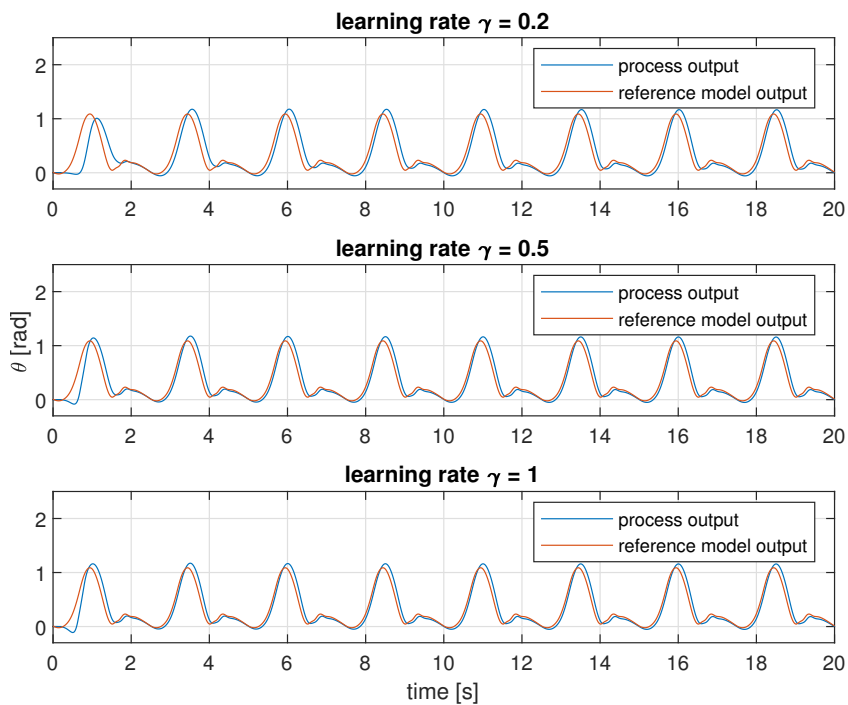 learning rate γ = 0.2
2
1
0
process output
reference model output
0 2 4 6 8 10 12 14 16 18 20
learning rate γ = 0.5
2
1
0
θ [rad]
process output
reference model output
0 2 4 6 8 10 12 14 16 18 20
learning rate γ = 1
2
1
0
process output
reference model output
0 2 4 6 8 10 12 14 16 18 20
time [s]